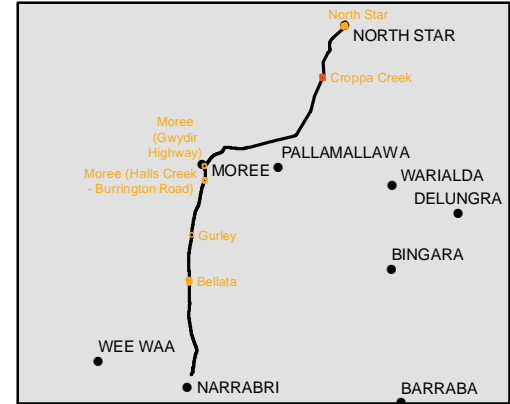 North Star
NORTH STAR
Croppa Creek
Moree
(Gwydir
Highway)
MOREE
PALLAMALLAWA
Moree (Halls Creek
- Burrington Road)
WARIALDA
DELUNGRA
Gurley
BINGARA
Bellata
WEE WAA
NARRABRI
BARRABA